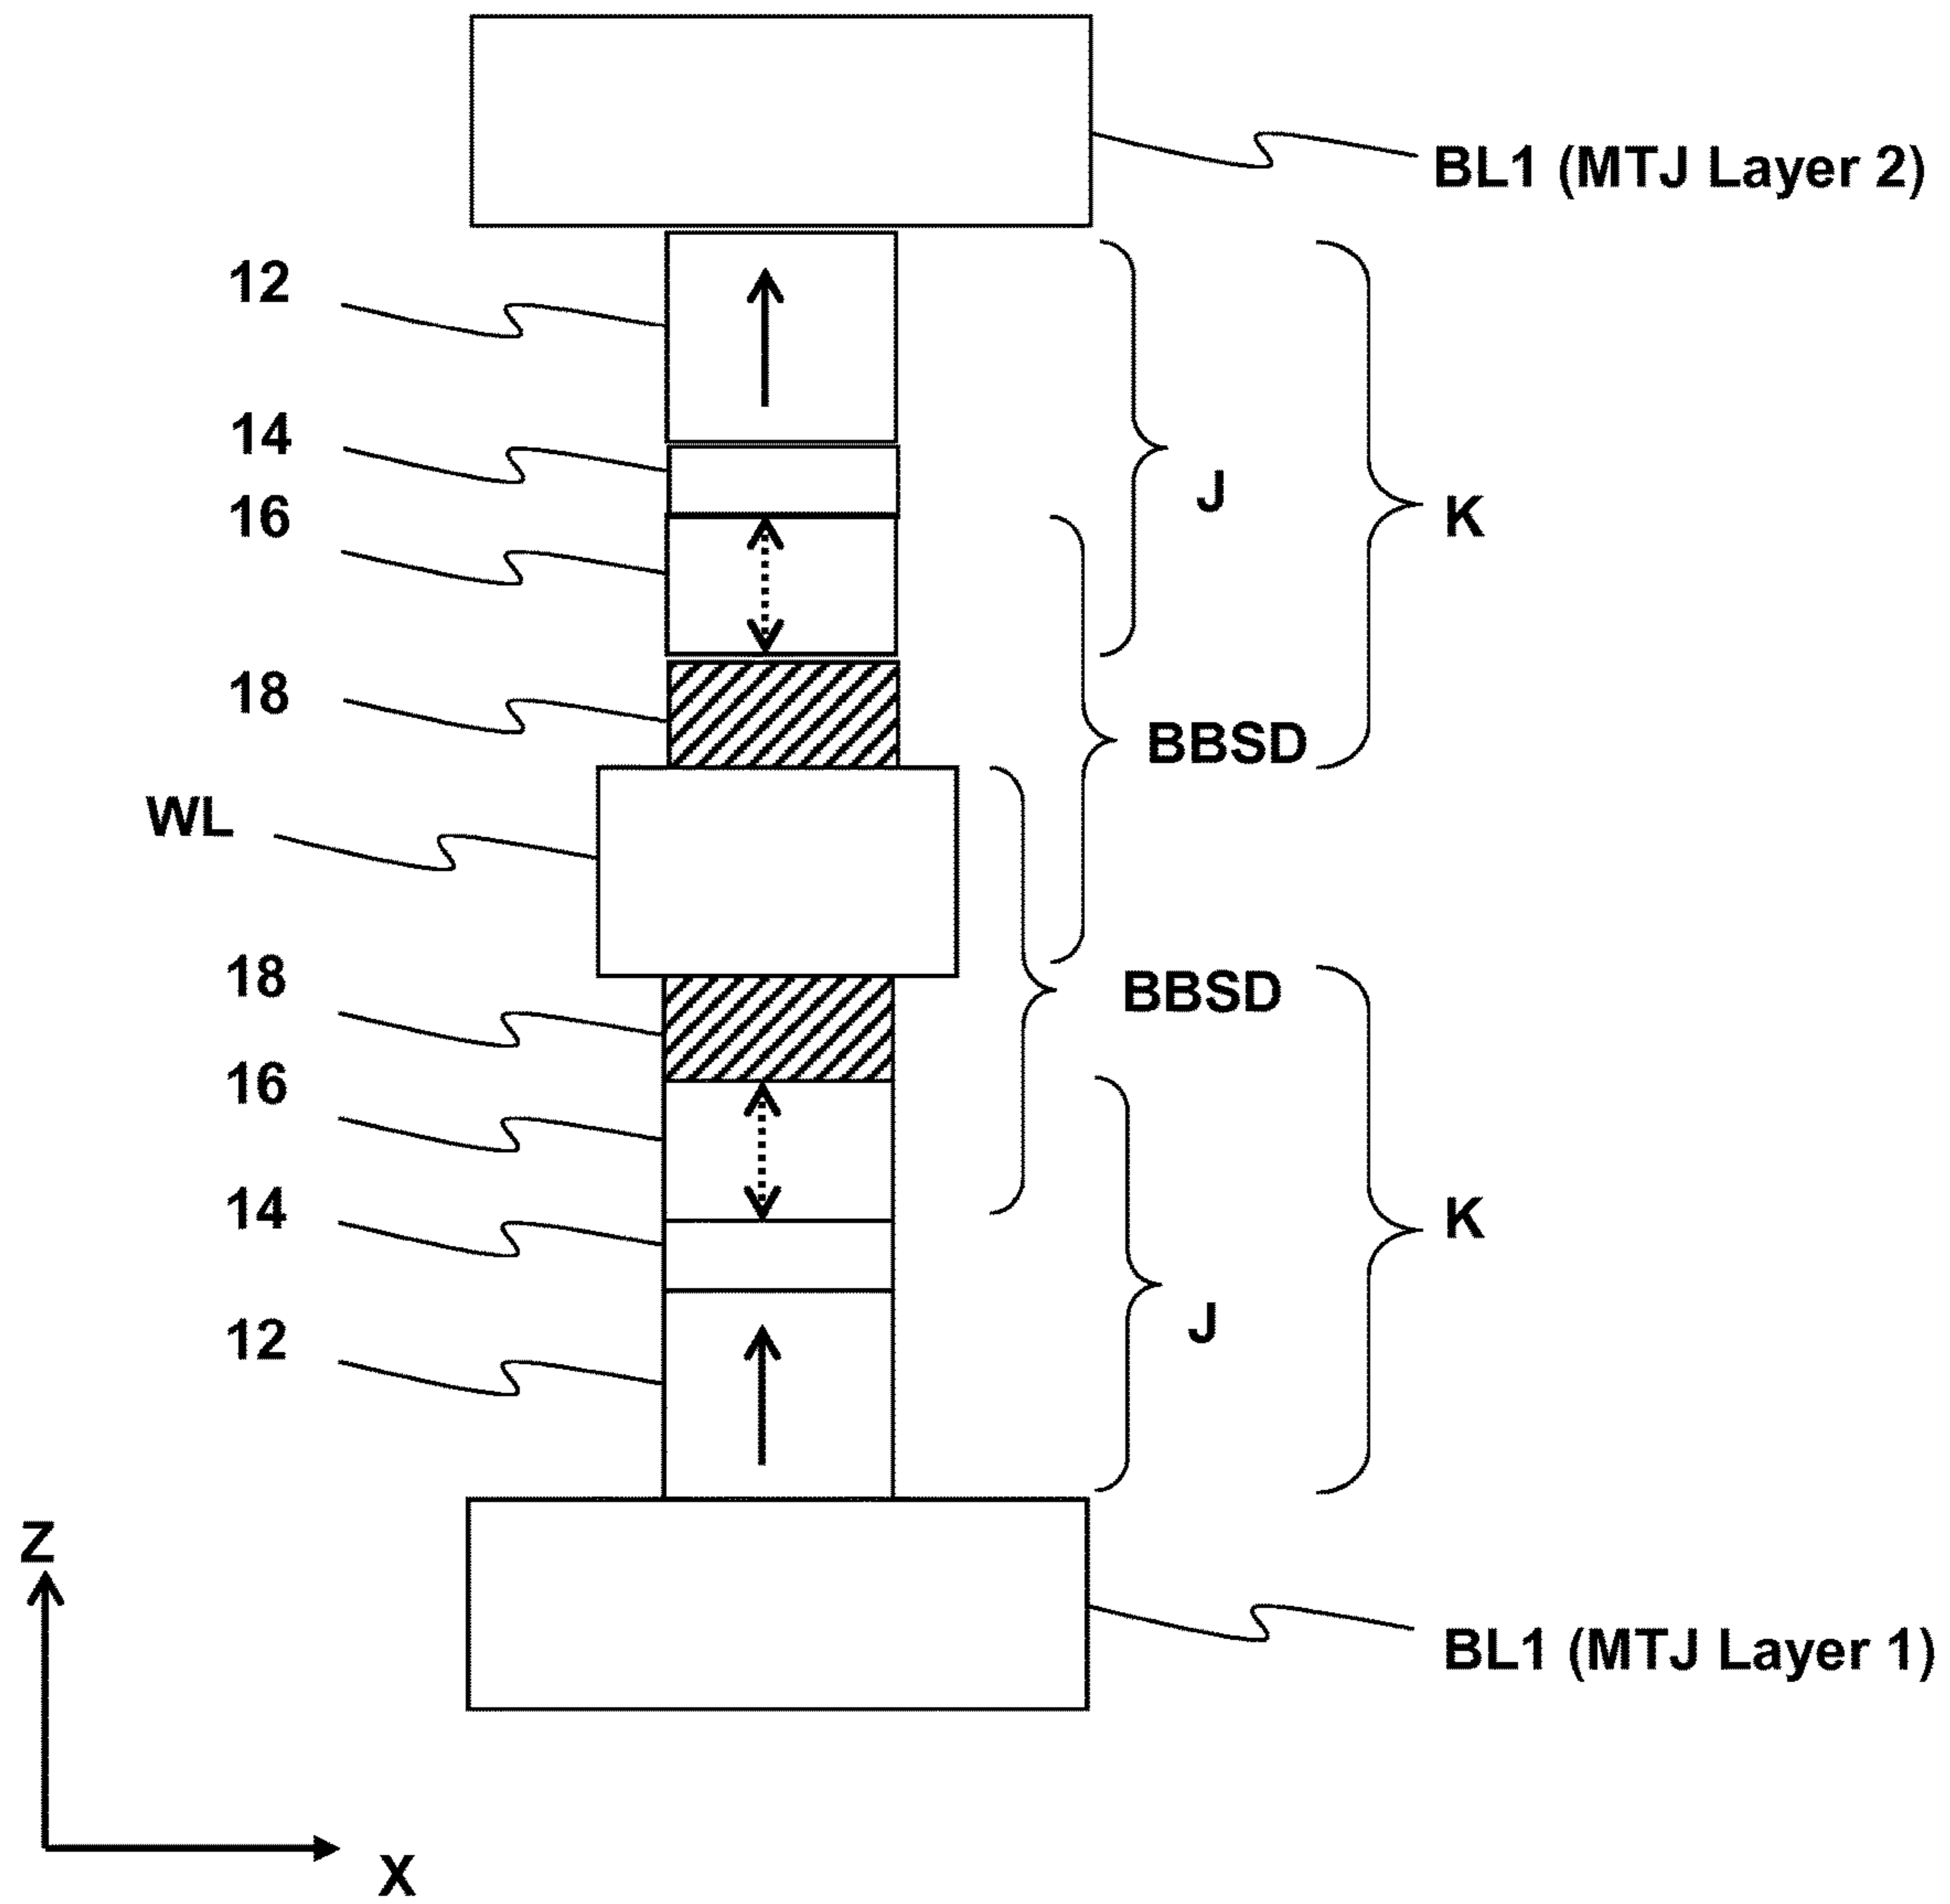 BL1 (MTJ Layer 2)
12
14
J
16
K
18
BBSD
WL
18
BBSD
16
14
K
12
J
Z
BL1 (MTJ Layer 1)
X